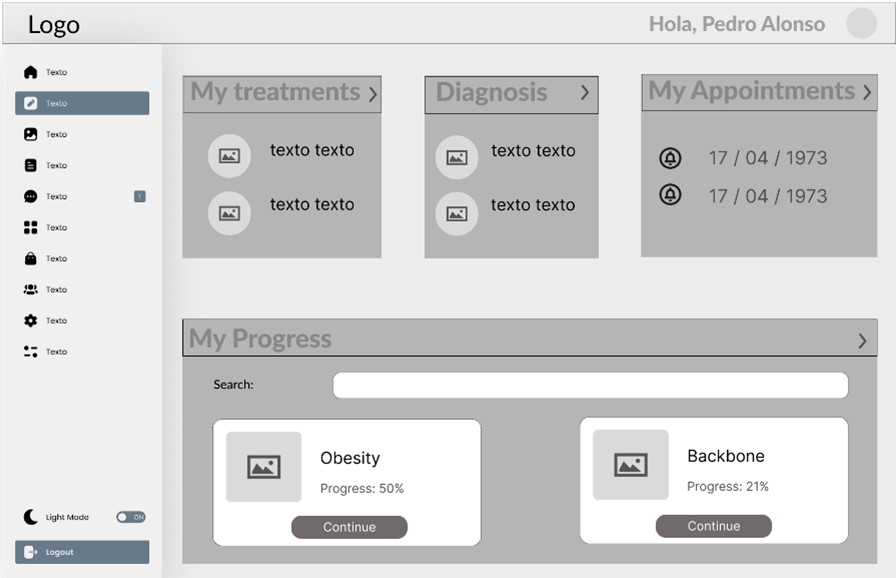 Logo
Hola, Pedro Alonso
Texto
Texto
Texto
Texto
Texto
1
Texto
Texto
Texto
Texto
Texto
Light Mode
ON
Logout
My treatments
texto texto
texto texto
Diagnosis
texto texto
texto texto
My Appointments
17 / 04 / 1973
17 / 04 / 1973
My Progress
Search:
Obesity
Progress: 50%
Continue
Backbone
Progress: 21%
Continue